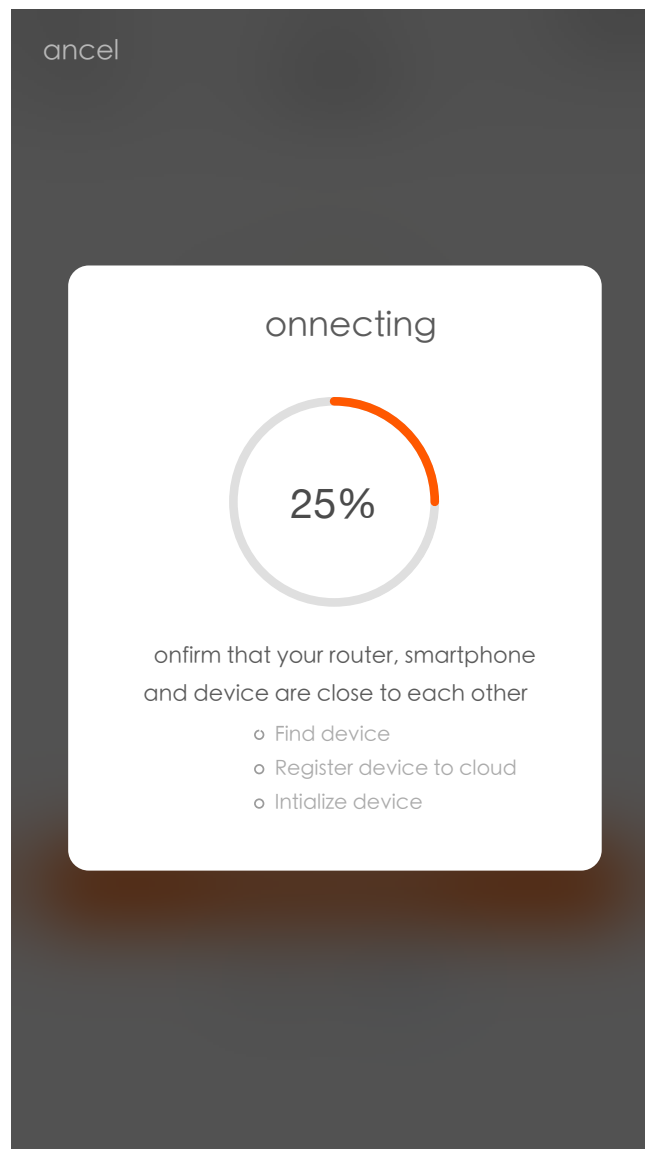 ancel
onnecting
25%
onfirm that your router, smartphone
and device are close to each other
Find device
Register device to cloud
Intialize device